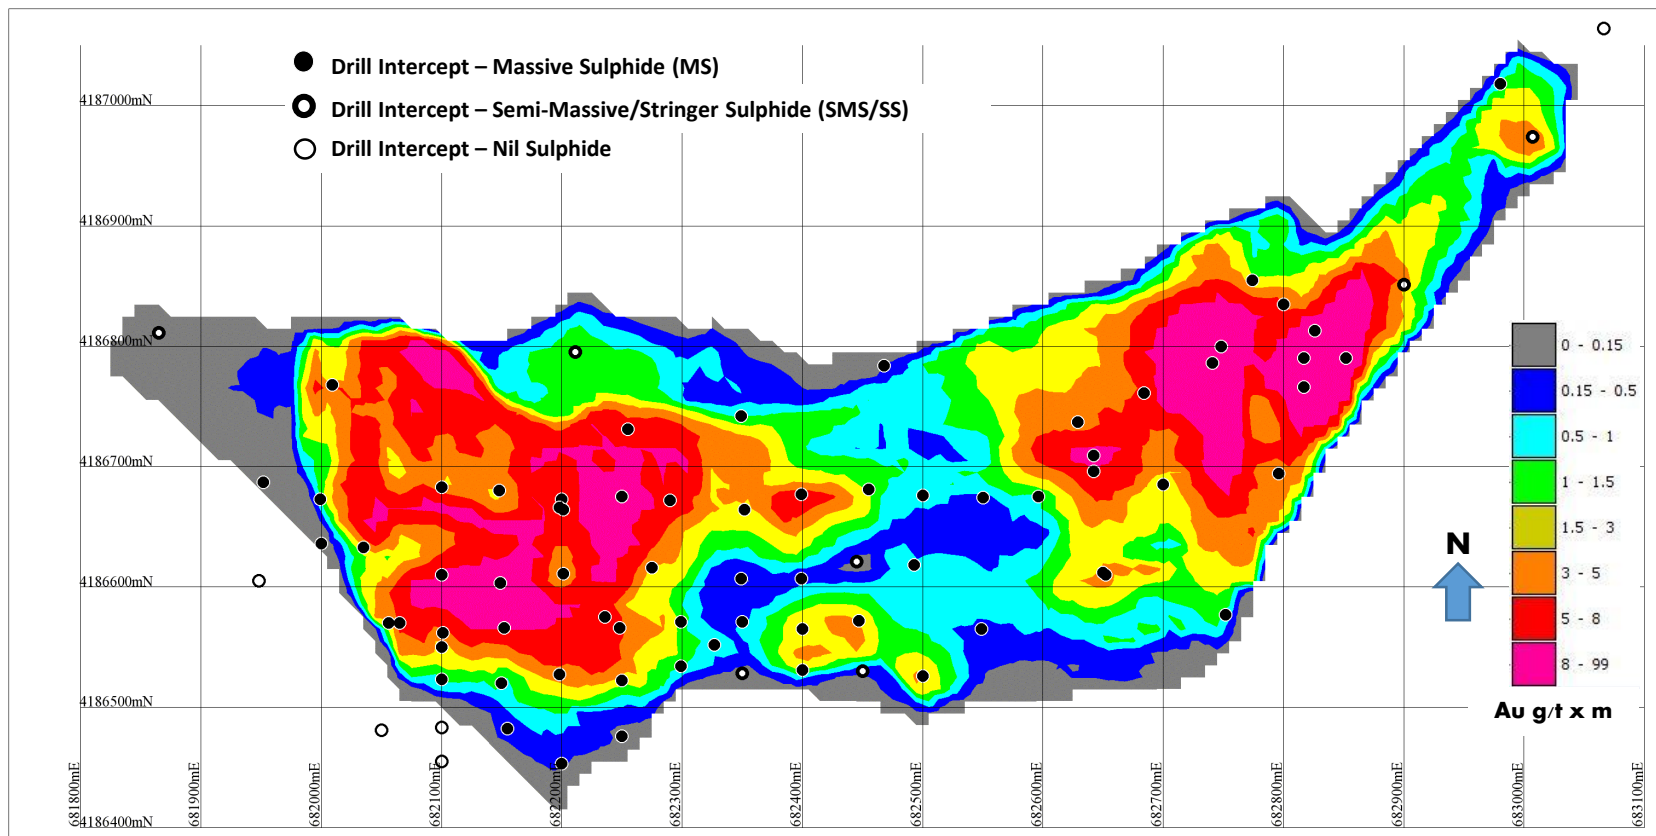 Drill Intercept – Massive Sulphide (MS)
Drill Intercept – Semi-Massive/Stringer Sulphide (SMS/SS)
Drill Intercept – Nil Sulphide
4187000mN
4186900mN
4186800mN
4186700mN
4186600mN
4186500mN
4186400mN
0 - 0.15
0.15 - 0.5
0.5 - 1
1 - 1.5
1.5 - 3
3 - 5
5 - 8
8 - 99
Au g/t x m
N
681800mE
681900mE
682000mE
682100mE
682200mE
682300mE
682400mE
682500mE
682600mE
682700mE
682800mE
682900mE
683000mE
683100mE